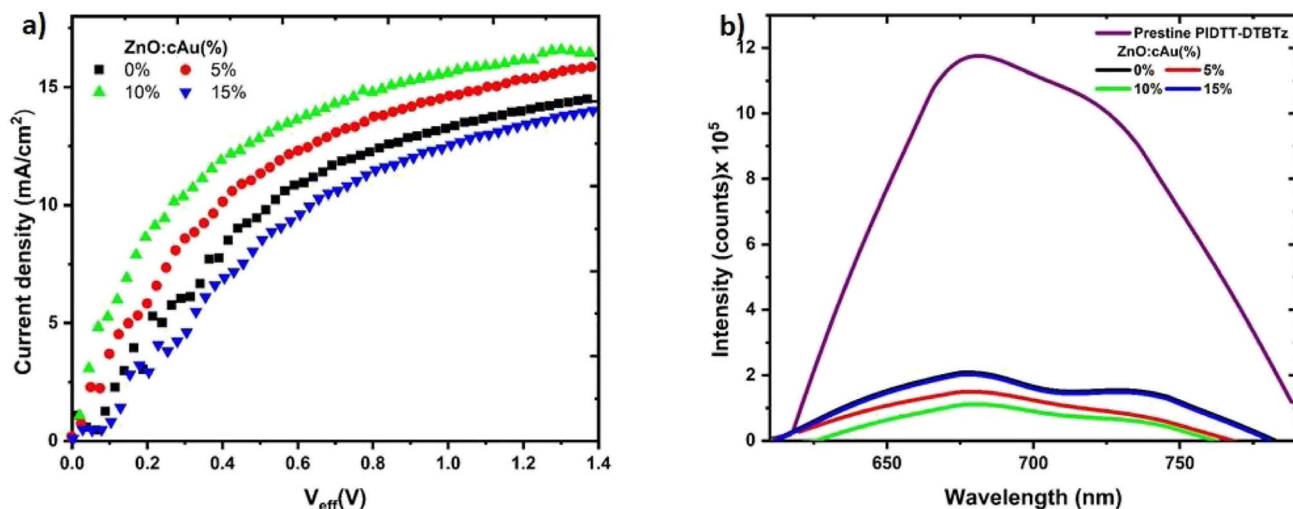 a)
ZnO:cAu(%)
0% 5%
10% 15%
15
10
5
0
Current density (mA/cm²)
0.0 0.2 0.4 0.6 0.8 1.0 1.2 1.4
Veff(V)
b)
Prestine PIDTT-DTBTz
ZnO:cAu(%)
0% 5%
10% 15%
12
10
8
6
4
2
0
Intensity (counts)x 10⁵
650 700 750
Wavelength (nm)